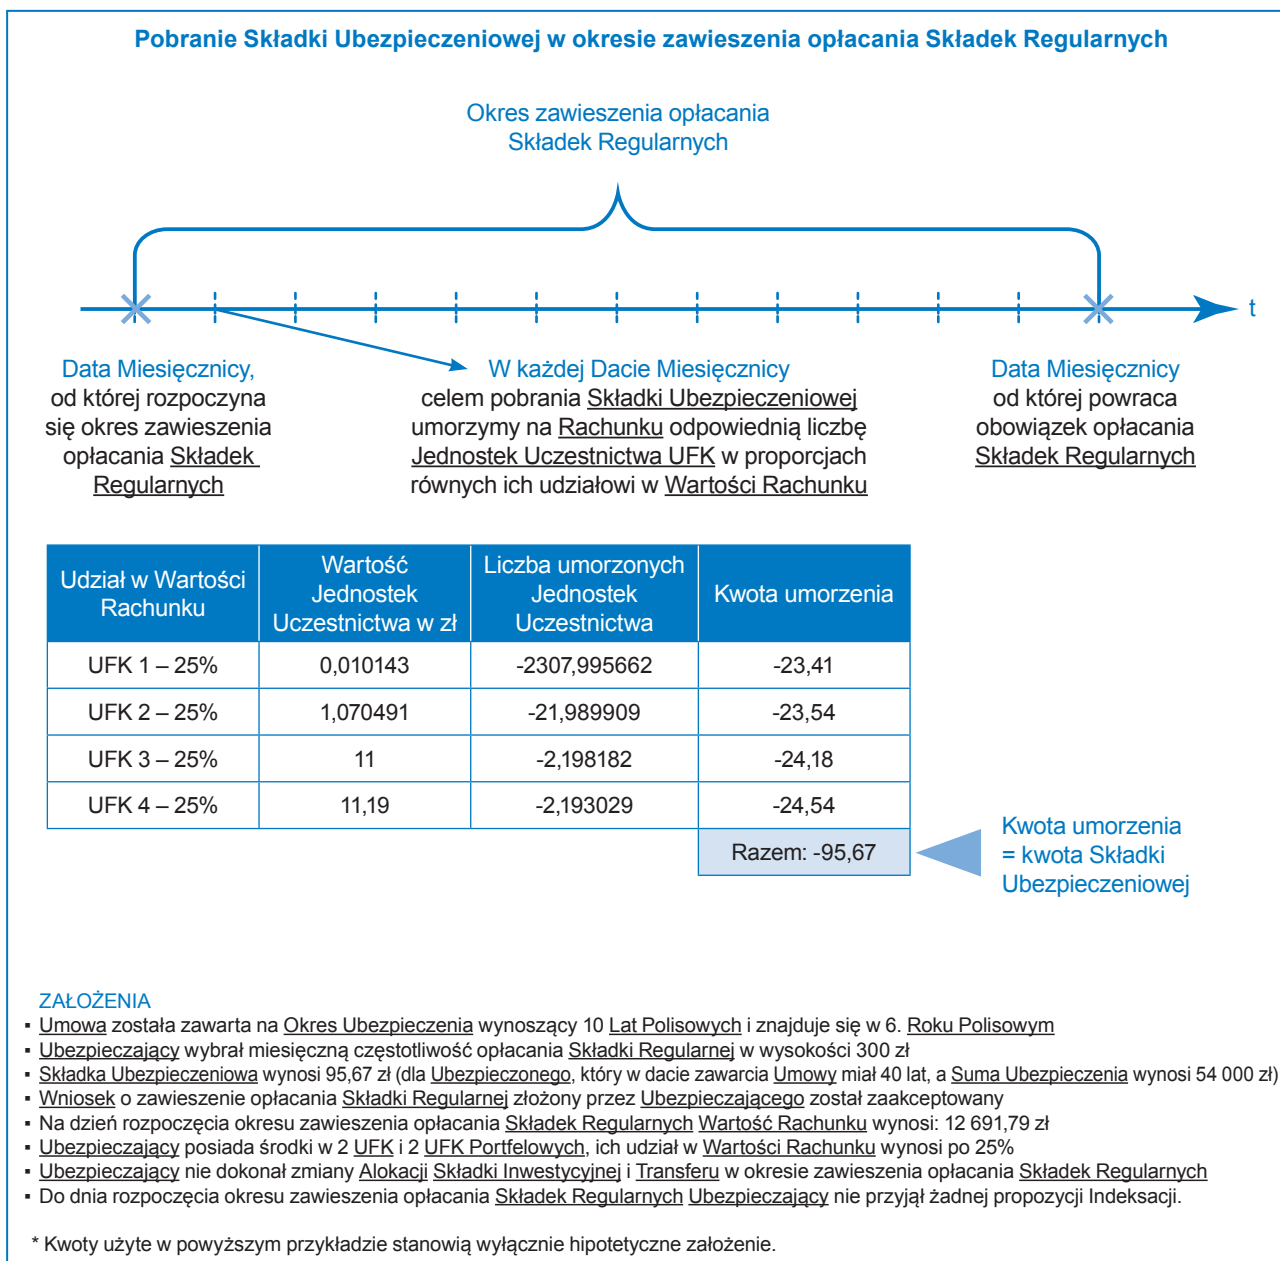 Pobranie Składki Ubezpieczeniowej w okresie zawieszenia opłacania Składek Regularnych
Okres zawieszenia opłacania
Składek Regularnych
t
Data Miesięcznicy,
od której rozpoczyna
się okres zawieszenia
opłacania Składek
Regularnych
W każdej Dacie Miesięcznicy
celem pobrania Składki Ubezpieczeniowej
umorzymy na Rachunku odpowiednią liczbę
Jednostek Uczestnictwa UFK w proporcjach
równych ich udziałowi w Wartości Rachunku
Data Miesięcznicy
od której powraca
obowiązek opłacania
Składek Regularnych
Udział w Wartości
Rachunku
Wartość
Jednostek
Uczestnictwa w zł
Liczba umorzonych
Jednostek
Uczestnictwa
Kwota umorzenia
UFK 1 – 25% 0,010143 -2307,995662 -23,41
UFK 2 – 25% 1,070491 -21,989909 -23,54
UFK 3 – 25% 11 -2,198182 -24,18
UFK 4 – 25% 11,19 -2,193029 -24,54
Razem: -95,67
Kwota umorzenia
= kwota Składki
Ubezpieczeniowej
ZAŁOŻENIA
▪ Umowa została zawarta na Okres Ubezpieczenia wynoszący 10 Lat Polisowych i znajduje się w 6. Roku Polisowym
▪ Ubezpieczający wybrał miesięczną częstotliwość opłacania Składki Regularnej w wysokości 300 zł
▪ Składka Ubezpieczeniowa wynosi 95,67 zł (dla Ubezpieczonego, który w dacie zawarcia Umowy miał 40 lat, a Suma Ubezpieczenia wynosi 54 000 zł)
▪ Wniosek o zawieszenie opłacania Składki Regularnej złożony przez Ubezpieczającego został zaakceptowany
▪ Na dzień rozpoczęcia okresu zawieszenia opłacania Składek Regularnych Wartość Rachunku wynosi: 12 691,79 zł
▪ Ubezpieczający posiada środki w 2 UFK i 2 UFK Portfelowych, ich udział w Wartości Rachunku wynosi po 25%
▪ Ubezpieczający nie dokonał zmiany Alokacji Składki Inwestycyjnej i Transferu w okresie zawieszenia opłacania Składek Regularnych
▪ Do dnia rozpoczęcia okresu zawieszenia opłacania Składek Regularnych Ubezpieczający nie przyjął żadnej propozycji Indeksacji.
* Kwoty użyte w powyższym przykładzie stanowią wyłącznie hipotetyczne założenie.